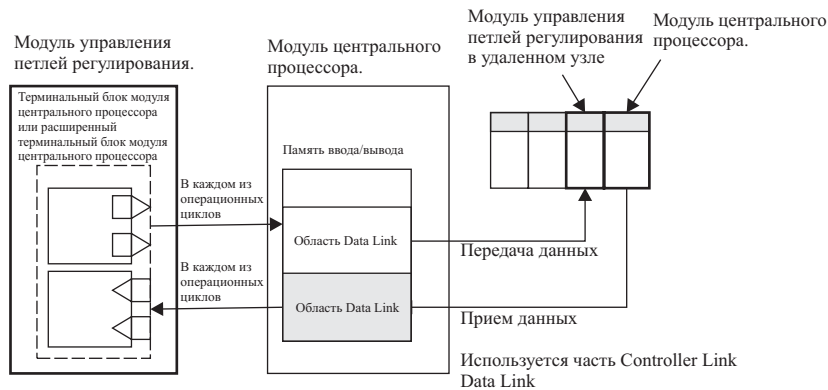 Модуль управления
петлей регулирования.
Терминальный блок модуля
центрального процессора
или расширенный
терминальный блок модуля
центрального процессора
В каждом из
операционных
циклов
В каждом из
операционных
циклов
Модуль центрального
процессора.
Память ввода/вывода
Область Data Link
Область Data Link
Модуль управления
петлей регулирования
в удаленном узле
Модуль центрального
процессора.
Передача данных
Прием данных
Используется часть Controller Link
Data Link